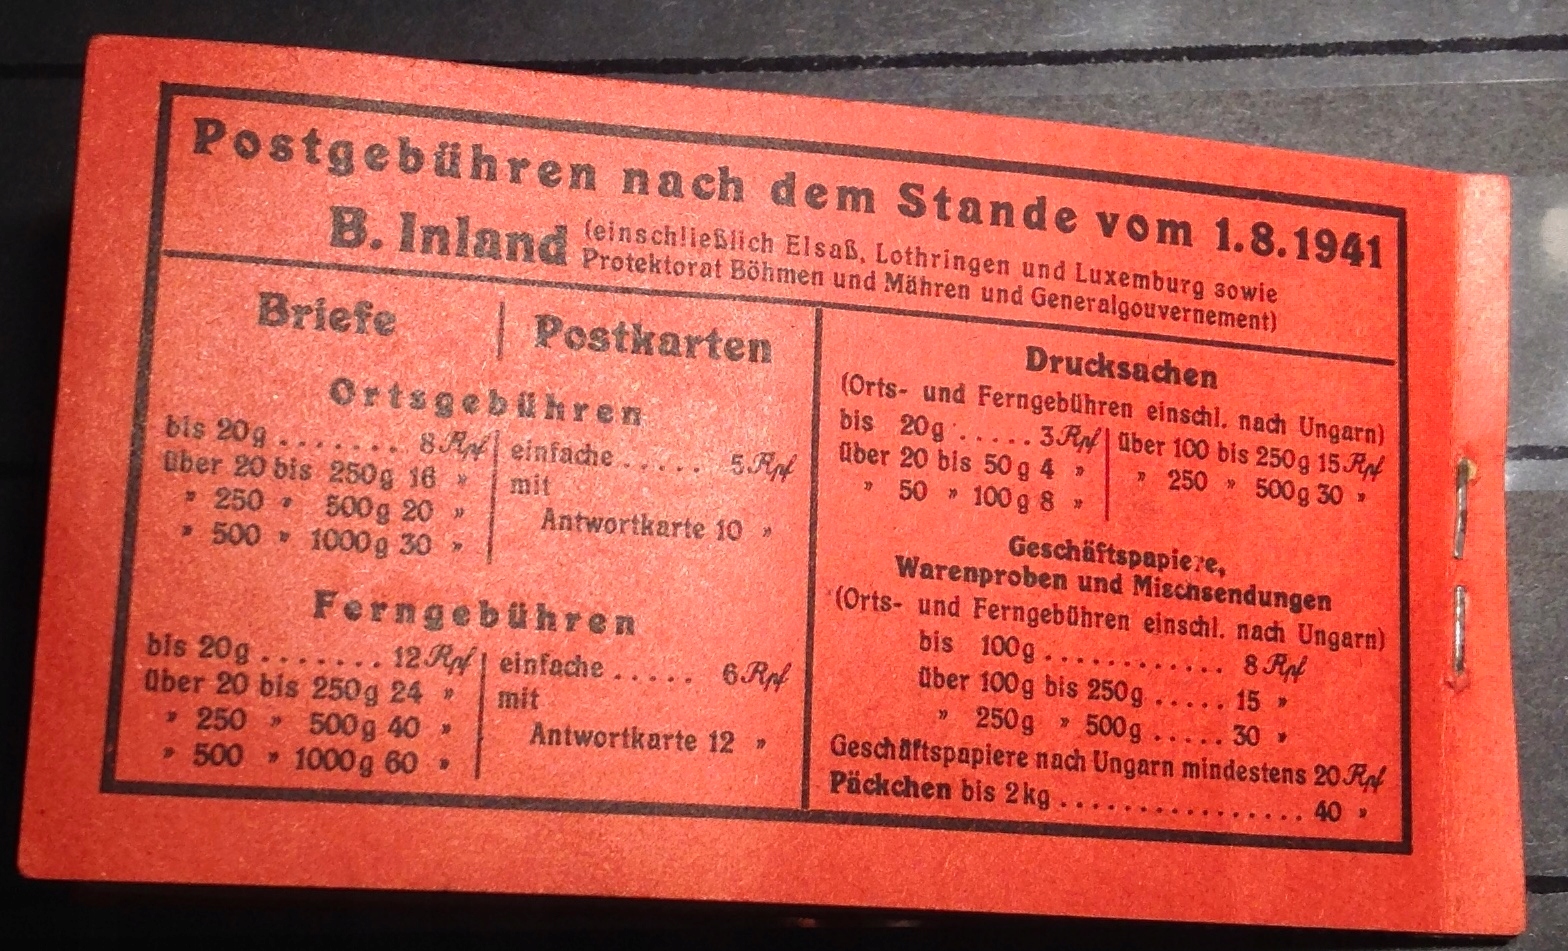 Postgebühren nach dem Stande vom 1.8.1941
B. Inland (einschließlich Elsaß, Lothringen und Luxemburg sowie
Protektorat Böhmen und Mähren und Generalgouvernement)
Briefe | Postkarten
Ortsgebühren
bis 20g ........ 8 Rpf
über 20 bis 250g 16 »
» 250 » 500g 20 »
» 500 » 1000g 30 »
einfache ...... 5 Rpf
mit
Antwortkarte 10 »
Ferngebühren
bis 20g ........ 12 Rpf
über 20 bis 250g 24 »
» 250 » 500g 40 »
» 500 » 1000g 60 »
einfache ..... 6 Rpf
mit
Antwortkarte 12 »
Drucksachen
(Orts- und Ferngebühren einschl. nach Ungarn)
bis 20g ..... 3 Rpf
über 20 bis 50g 4 »
» 50 » 100g 8 »
über 100 bis 250g 15 Rpf
» 250 » 500g 30 »
Geschäftspapiere,
Warenproben und Mischsendungen
(Orts- und Ferngebühren einschl. nach Ungarn)
bis 100g ............ 8 Rpf
über 100g bis 250g ..... 15 »
» 250g » 500g ..... 30 »
Geschäftspapiere nach Ungarn mindestens 20 Rpf
Päckchen bis 2kg ................. 40 »